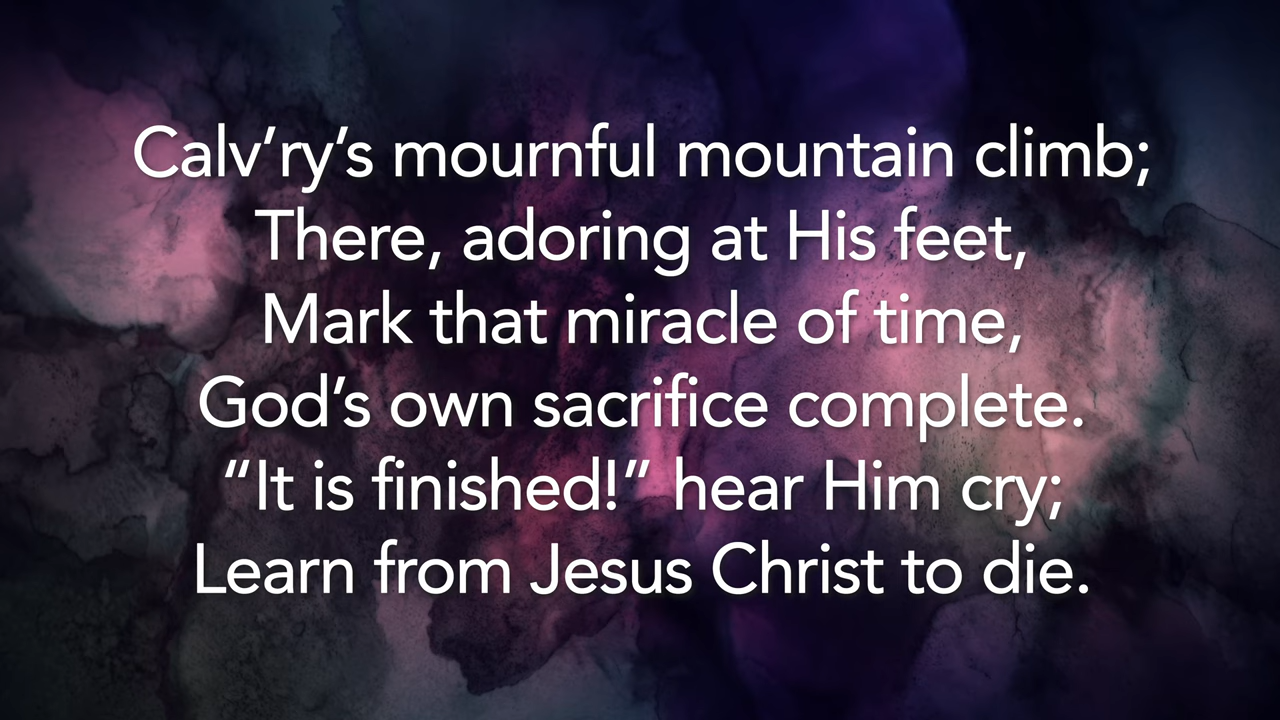 Calv’ry’s mournful mountain climb;
There, adoring at His feet,
Mark that miracle of time,
God’s own sacrifice complete.
“It is finished!” hear Him cry;
Learn from Jesus Christ to die.